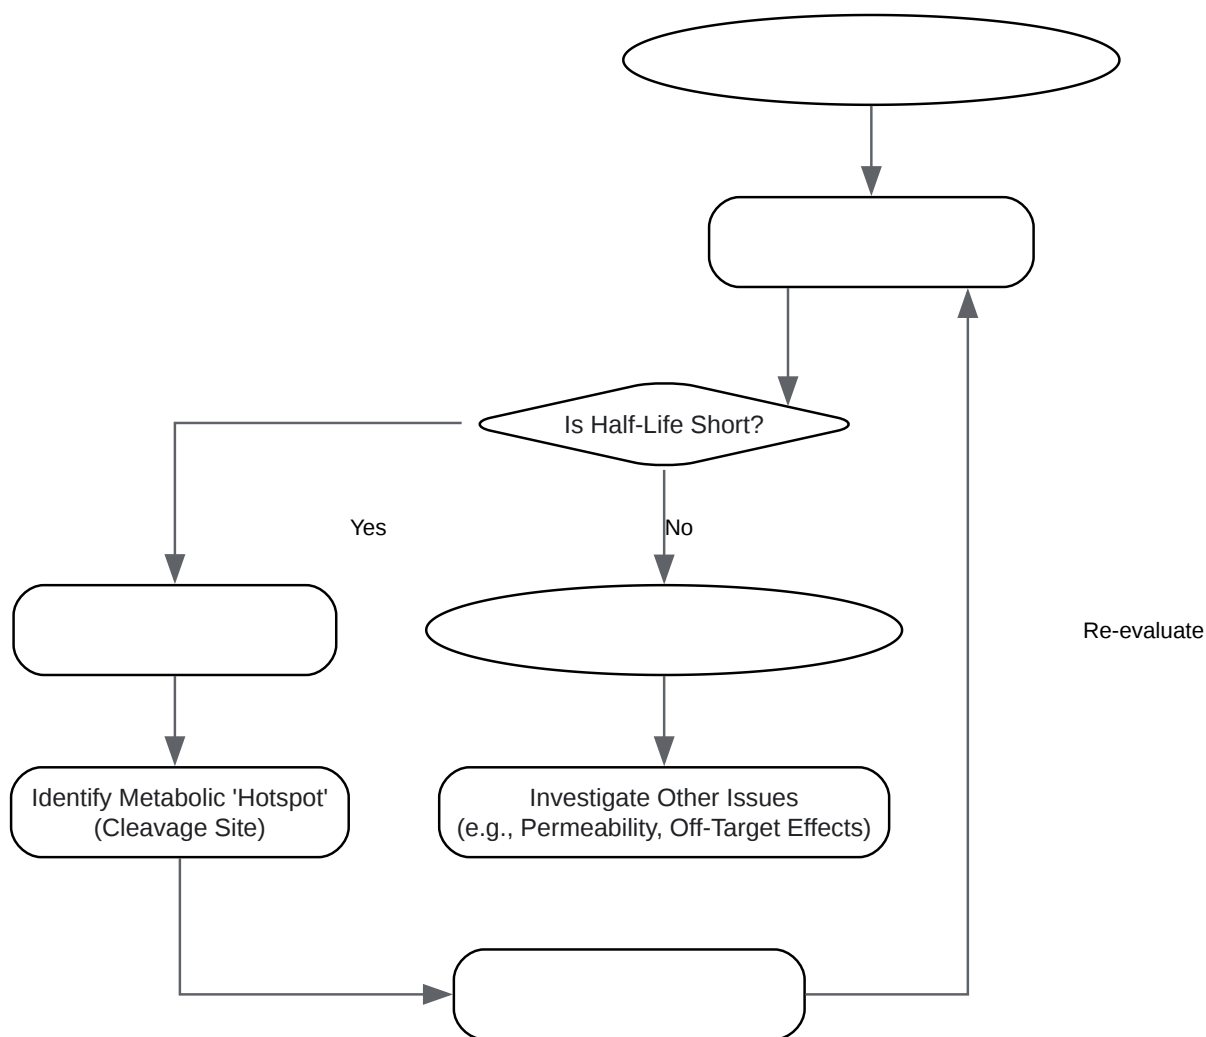 Is Half-Life Short?
Yes
No
Re-evaluate
Identify Metabolic 'Hotspot'
(Cleavage Site)
Investigate Other Issues
(e.g., Permeability, Off-Target Effects)